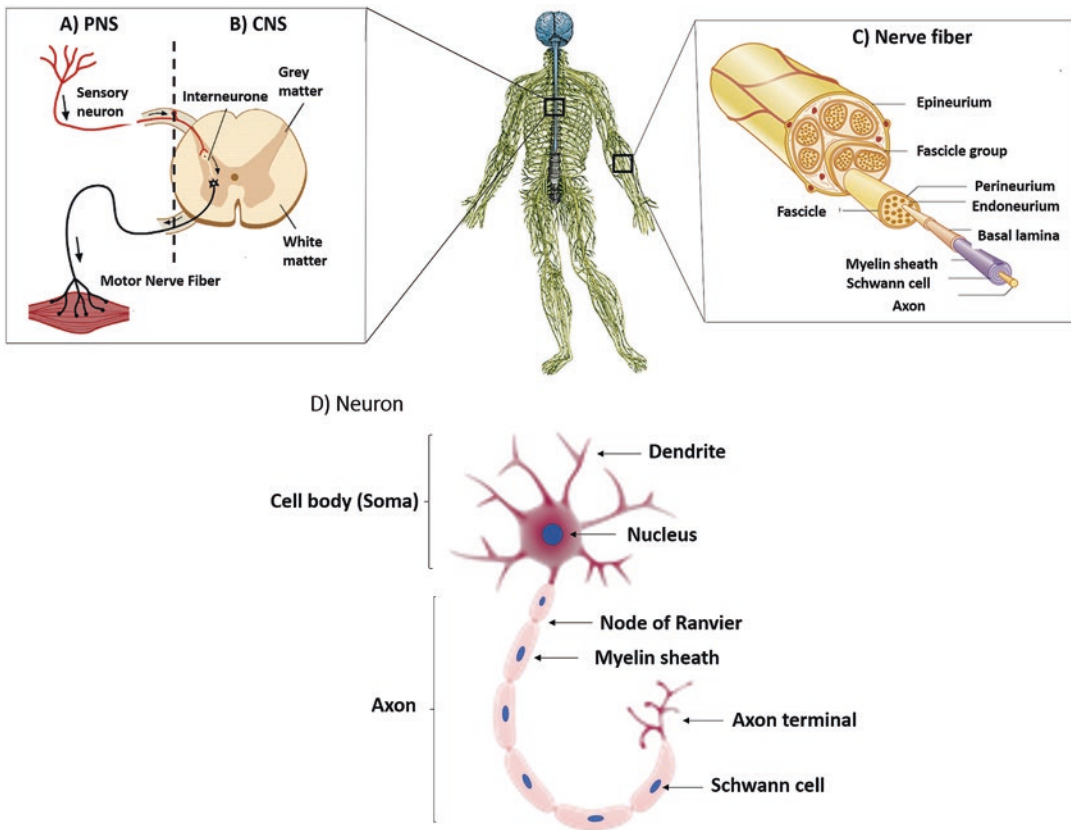 A) PNS
B) CNS
Sensory
neuron
Interneurone
Grey
matter
White
matter
Motor Nerve Fiber
C) Nerve fiber
Epineurium
Fascicle group
Perineurium
Endoneurium
Fascicle
Basal lamina
Myelin sheath
Schwann cell
Axon
D) Neuron
Dendrite
Cell body (Soma)
Nucleus
Node of Ranvier
Myelin sheath
Axon
Axon terminal
Schwann cell